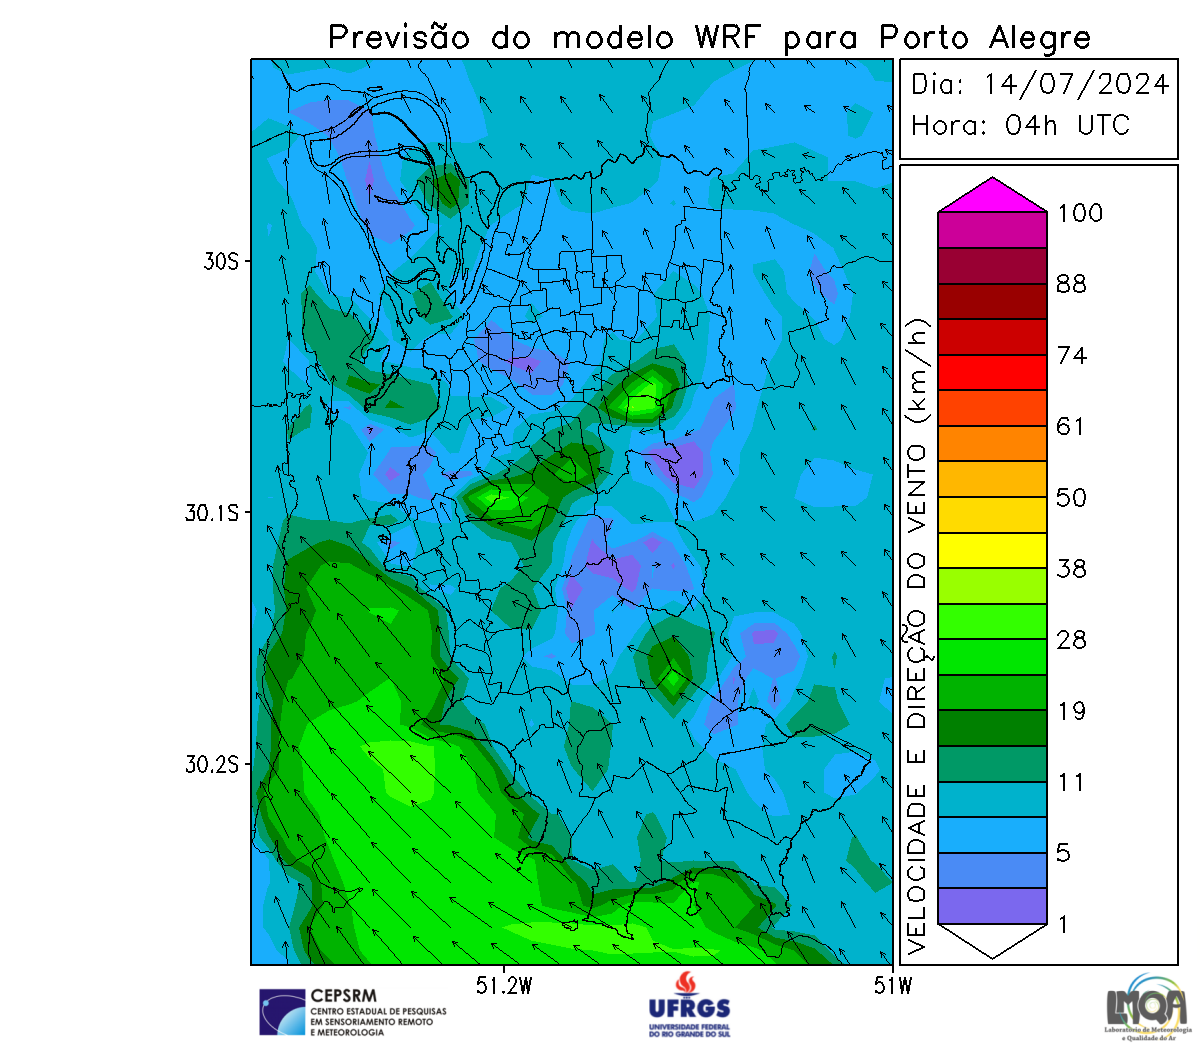 Previsão do modelo WRF para Porto Alegre
Dia: 14/07/2024
Hora: 04h UTC
30S
30.1S
30.2S
51.2W
51W
VELOCIDADE E DIREÇÃO DO VENTO (km/h)
100
88
74
61
50
38
28
19
11
5
1
CEPSRM
CENTRO ESTADUAL DE PESQUISAS
EM SENSORIAMENTO REMOTO
E METEOROLOGIA
UFRGS
UNIVERSIDADE FEDERAL
DO RIO GRANDE DO SUL
LMQA
Laboratório de Meteorologia
e Qualidade do Ar